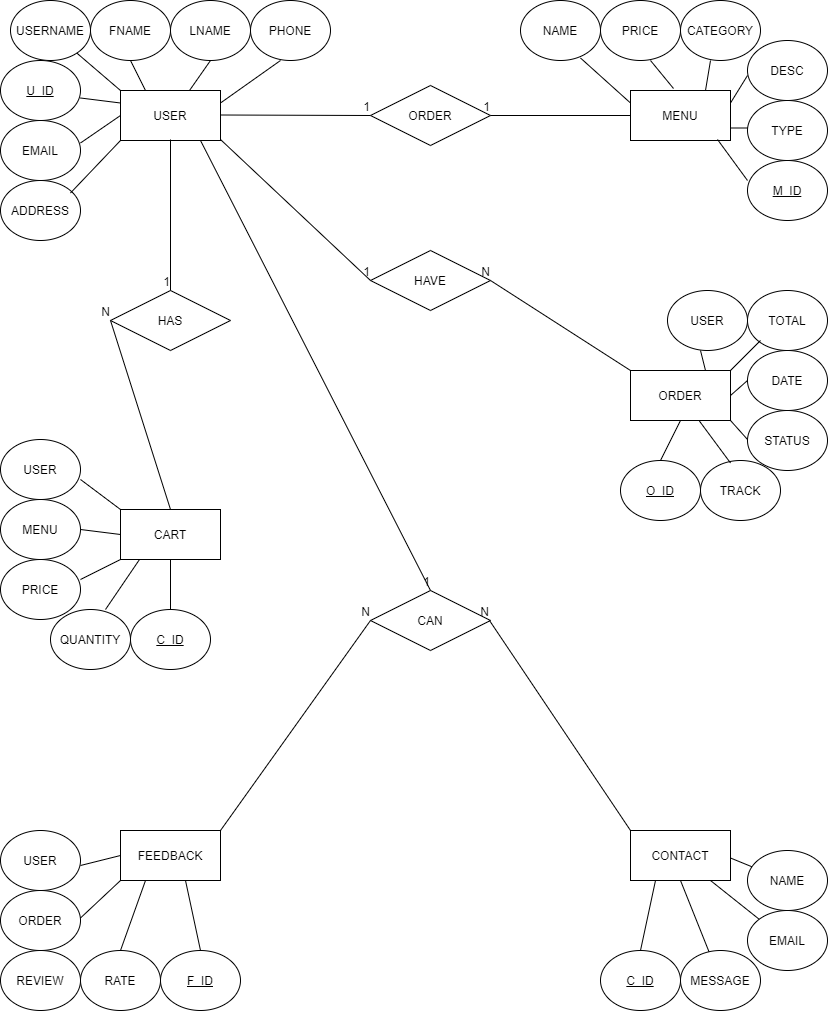 USERNAME FNAME LNAME PHONE
NAME PRICE CATEGORY
U_ID
DESC
USER
1 ORDER 1
MENU
EMAIL
TYPE
ADDRESS
M_ID
1
1 HAVE N
N HAS
USER TOTAL
DATE
ORDER
STATUS
O_ID TRACK
USER
MENU
CART
PRICE
QUANTITY C_ID
1
N CAN N
USER
FEEDBACK
CONTACT
NAME
ORDER
EMAIL
REVIEW RATE F_ID
C_ID MESSAGE